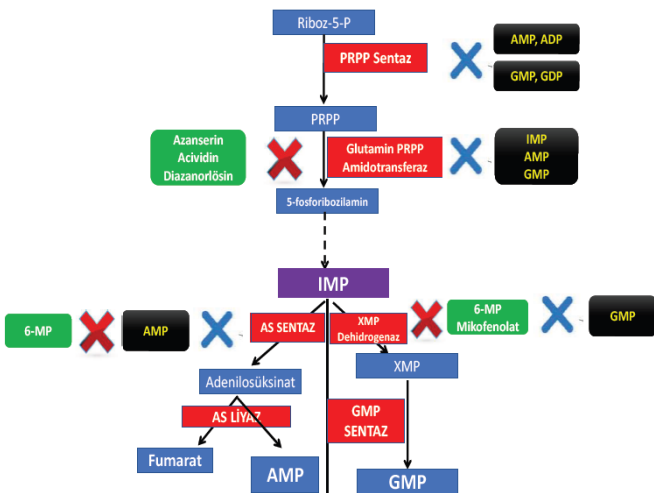 Riboz-5-P
PRPP Sentaz
AMP, ADP
GMP, GDP
PRPP
Azanserin
Acividin
Diazanorlösin
Glutamin PRPP
Amidotransferaz
IMP
AMP
GMP
5-fosforibozilamin
IMP
6-MP
AMP
AS SENTAZ
XMP
Dehidrogenaz
6-MP
Mikofenolat
GMP
Adenilosüksinat
XMP
AS LİYAZ
GMP
SENTAZ
Fumarat
AMP
GMP